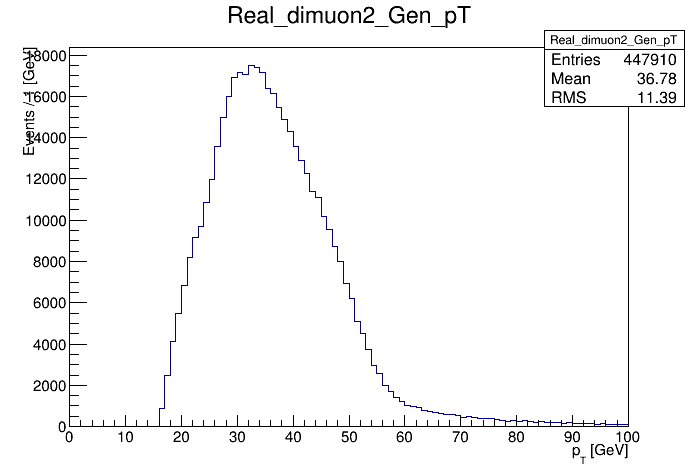 Real_dimuon2_Gen_pT
Real_dimuon2_Gen_pT
Entries 447910
Mean 36.78
RMS 11.39
Events / 1 [GeV]
18000
16000
14000
12000
10000
8000
6000
4000
2000
0
0 10 20 30 40 50 60 70 80 90 100
p_T [GeV]